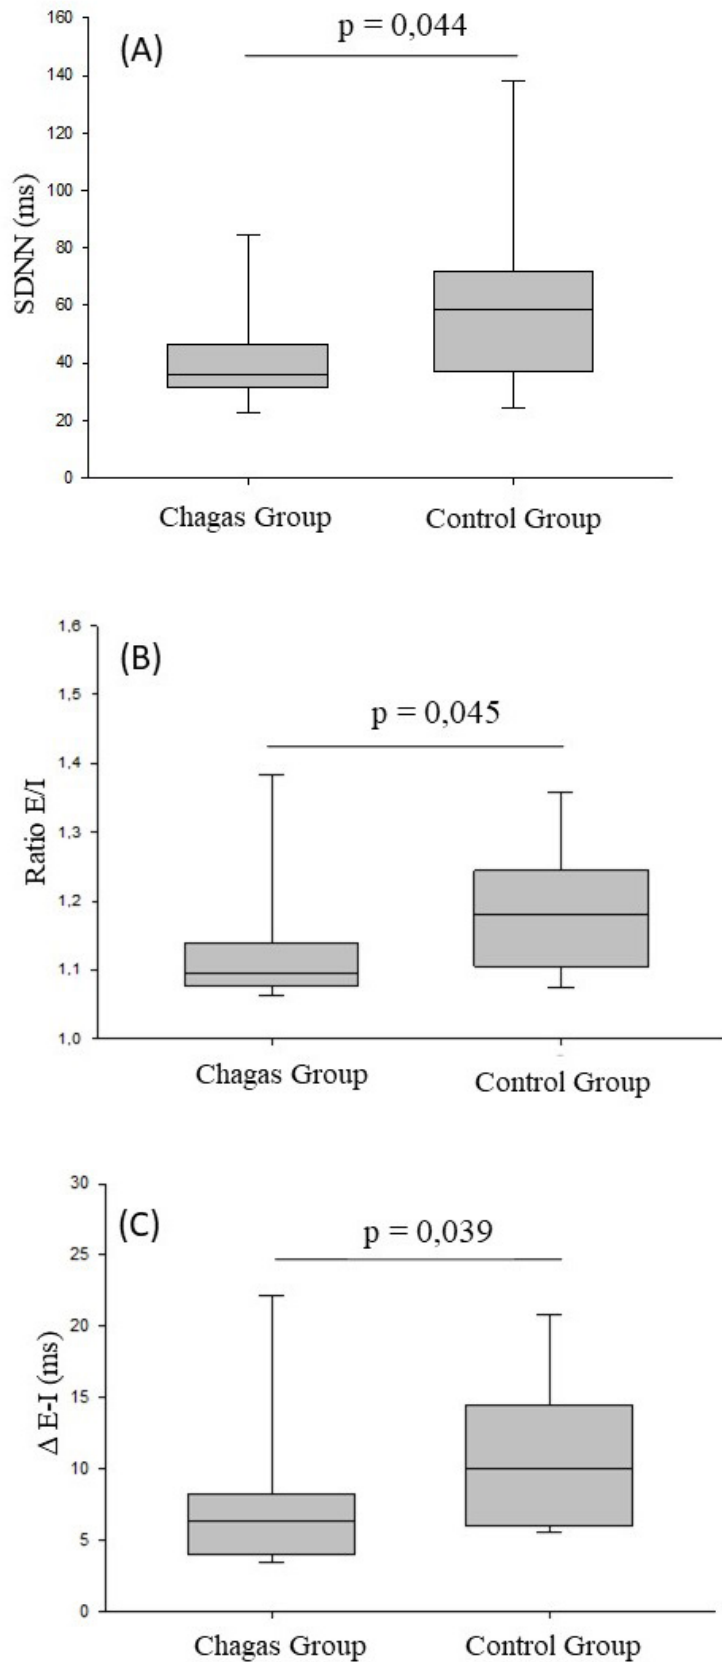 160
(A)
p = 0,044
140
120
100
80
60
40
20
0
SDNN (ms)
Chagas Group
Control Group
1,6
(B)
1,5
p = 0,045
1,4
1,3
1,2
1,1
1,0
Ratio E/I
Chagas Group
Control Group
30
(C)
p = 0,039
25
20
15
10
5
0
Δ E-I (ms)
Chagas Group
Control Group